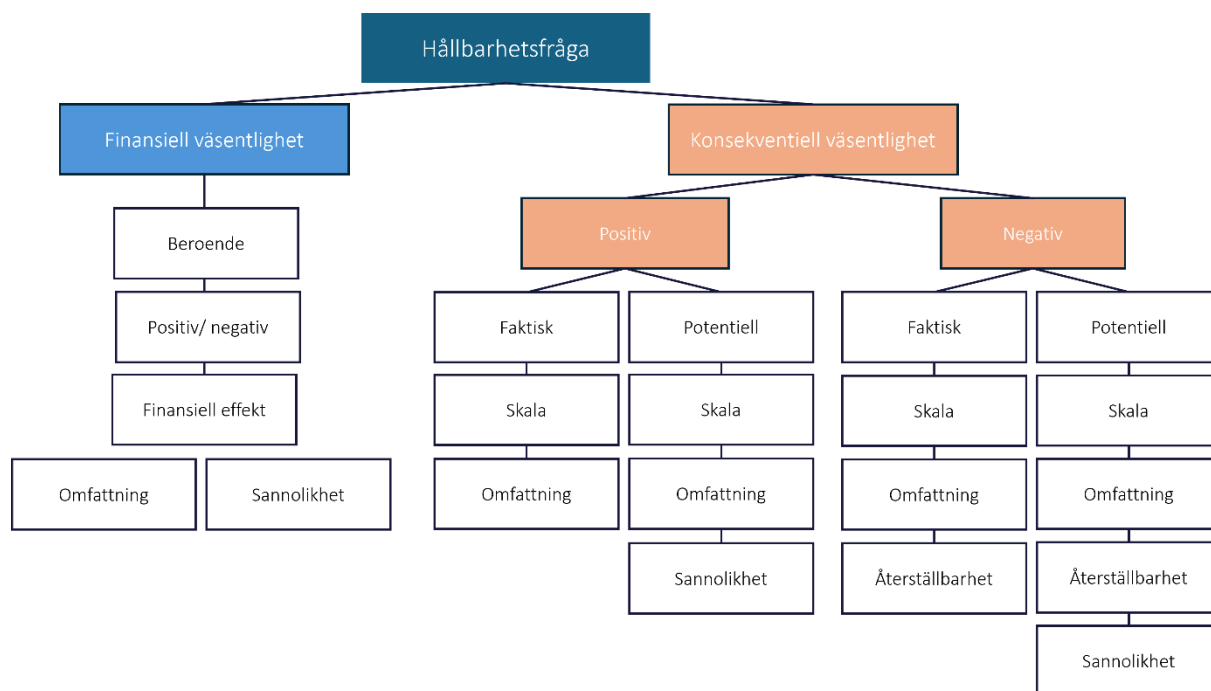 Hållbarhetsfråga
Finansiell väsentlighet
Konsekventiell väsentlighet
Beroende
Positiv
Negativ
Positiv/ negativ
Faktisk
Potentiell
Faktisk
Potentiell
Finansiell effekt
Skala
Skala
Skala
Skala
Omfattning
Sannolikhet
Omfattning
Omfattning
Omfattning
Omfattning
Sannolikhet
Återställbarhet
Återställbarhet
Sannolikhet